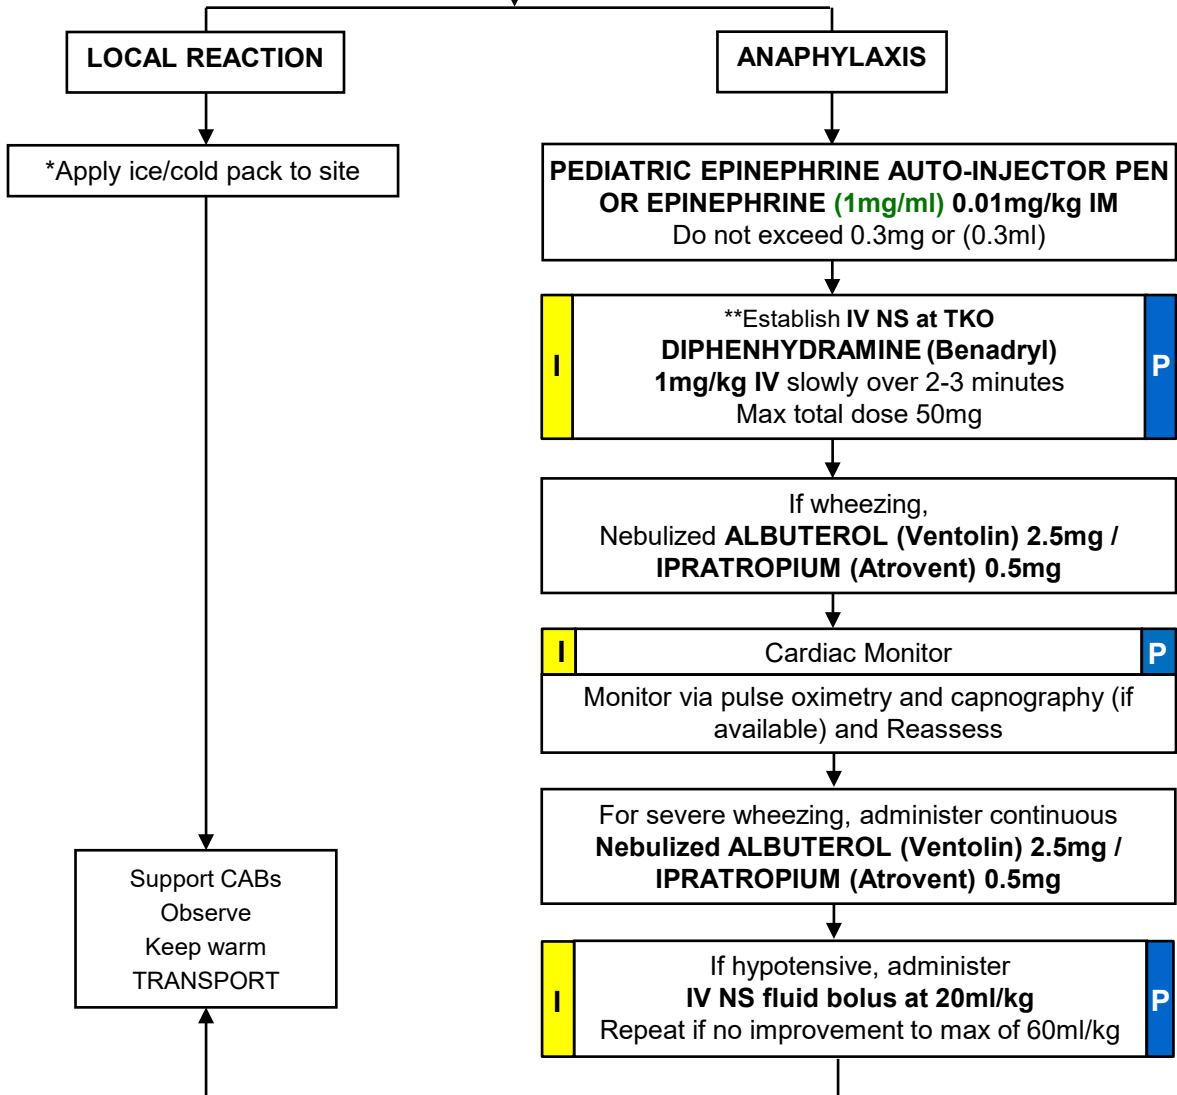 LOCAL REACTION
ANAPHYLAXIS
*Apply ice/cold pack to site
PEDIATRIC EPINEPHRINE AUTO-INJECTOR PEN
OR EPINEPHRINE (1mg/ml) 0.01mg/kg IM
Do not exceed 0.3mg or (0.3ml)
I
**Establish IV NS at TKO
DIPHENHYDRAMINE (Benadryl)
1mg/kg IV slowly over 2-3 minutes
Max total dose 50mg
P
If wheezing,
Nebulized ALBUTEROL (Ventolin) 2.5mg /
IPRATROPIUM (Atrovent) 0.5mg
I
Cardiac Monitor
P
Monitor via pulse oximetry and capnography (if
available) and Reassess
For severe wheezing, administer continuous
Nebulized ALBUTEROL (Ventolin) 2.5mg /
IPRATROPIUM (Atrovent) 0.5mg
Support CABs
Observe
Keep warm
TRANSPORT
I
If hypotensive, administer
IV NS fluid bolus at 20ml/kg
Repeat if no improvement to max of 60ml/kg
P